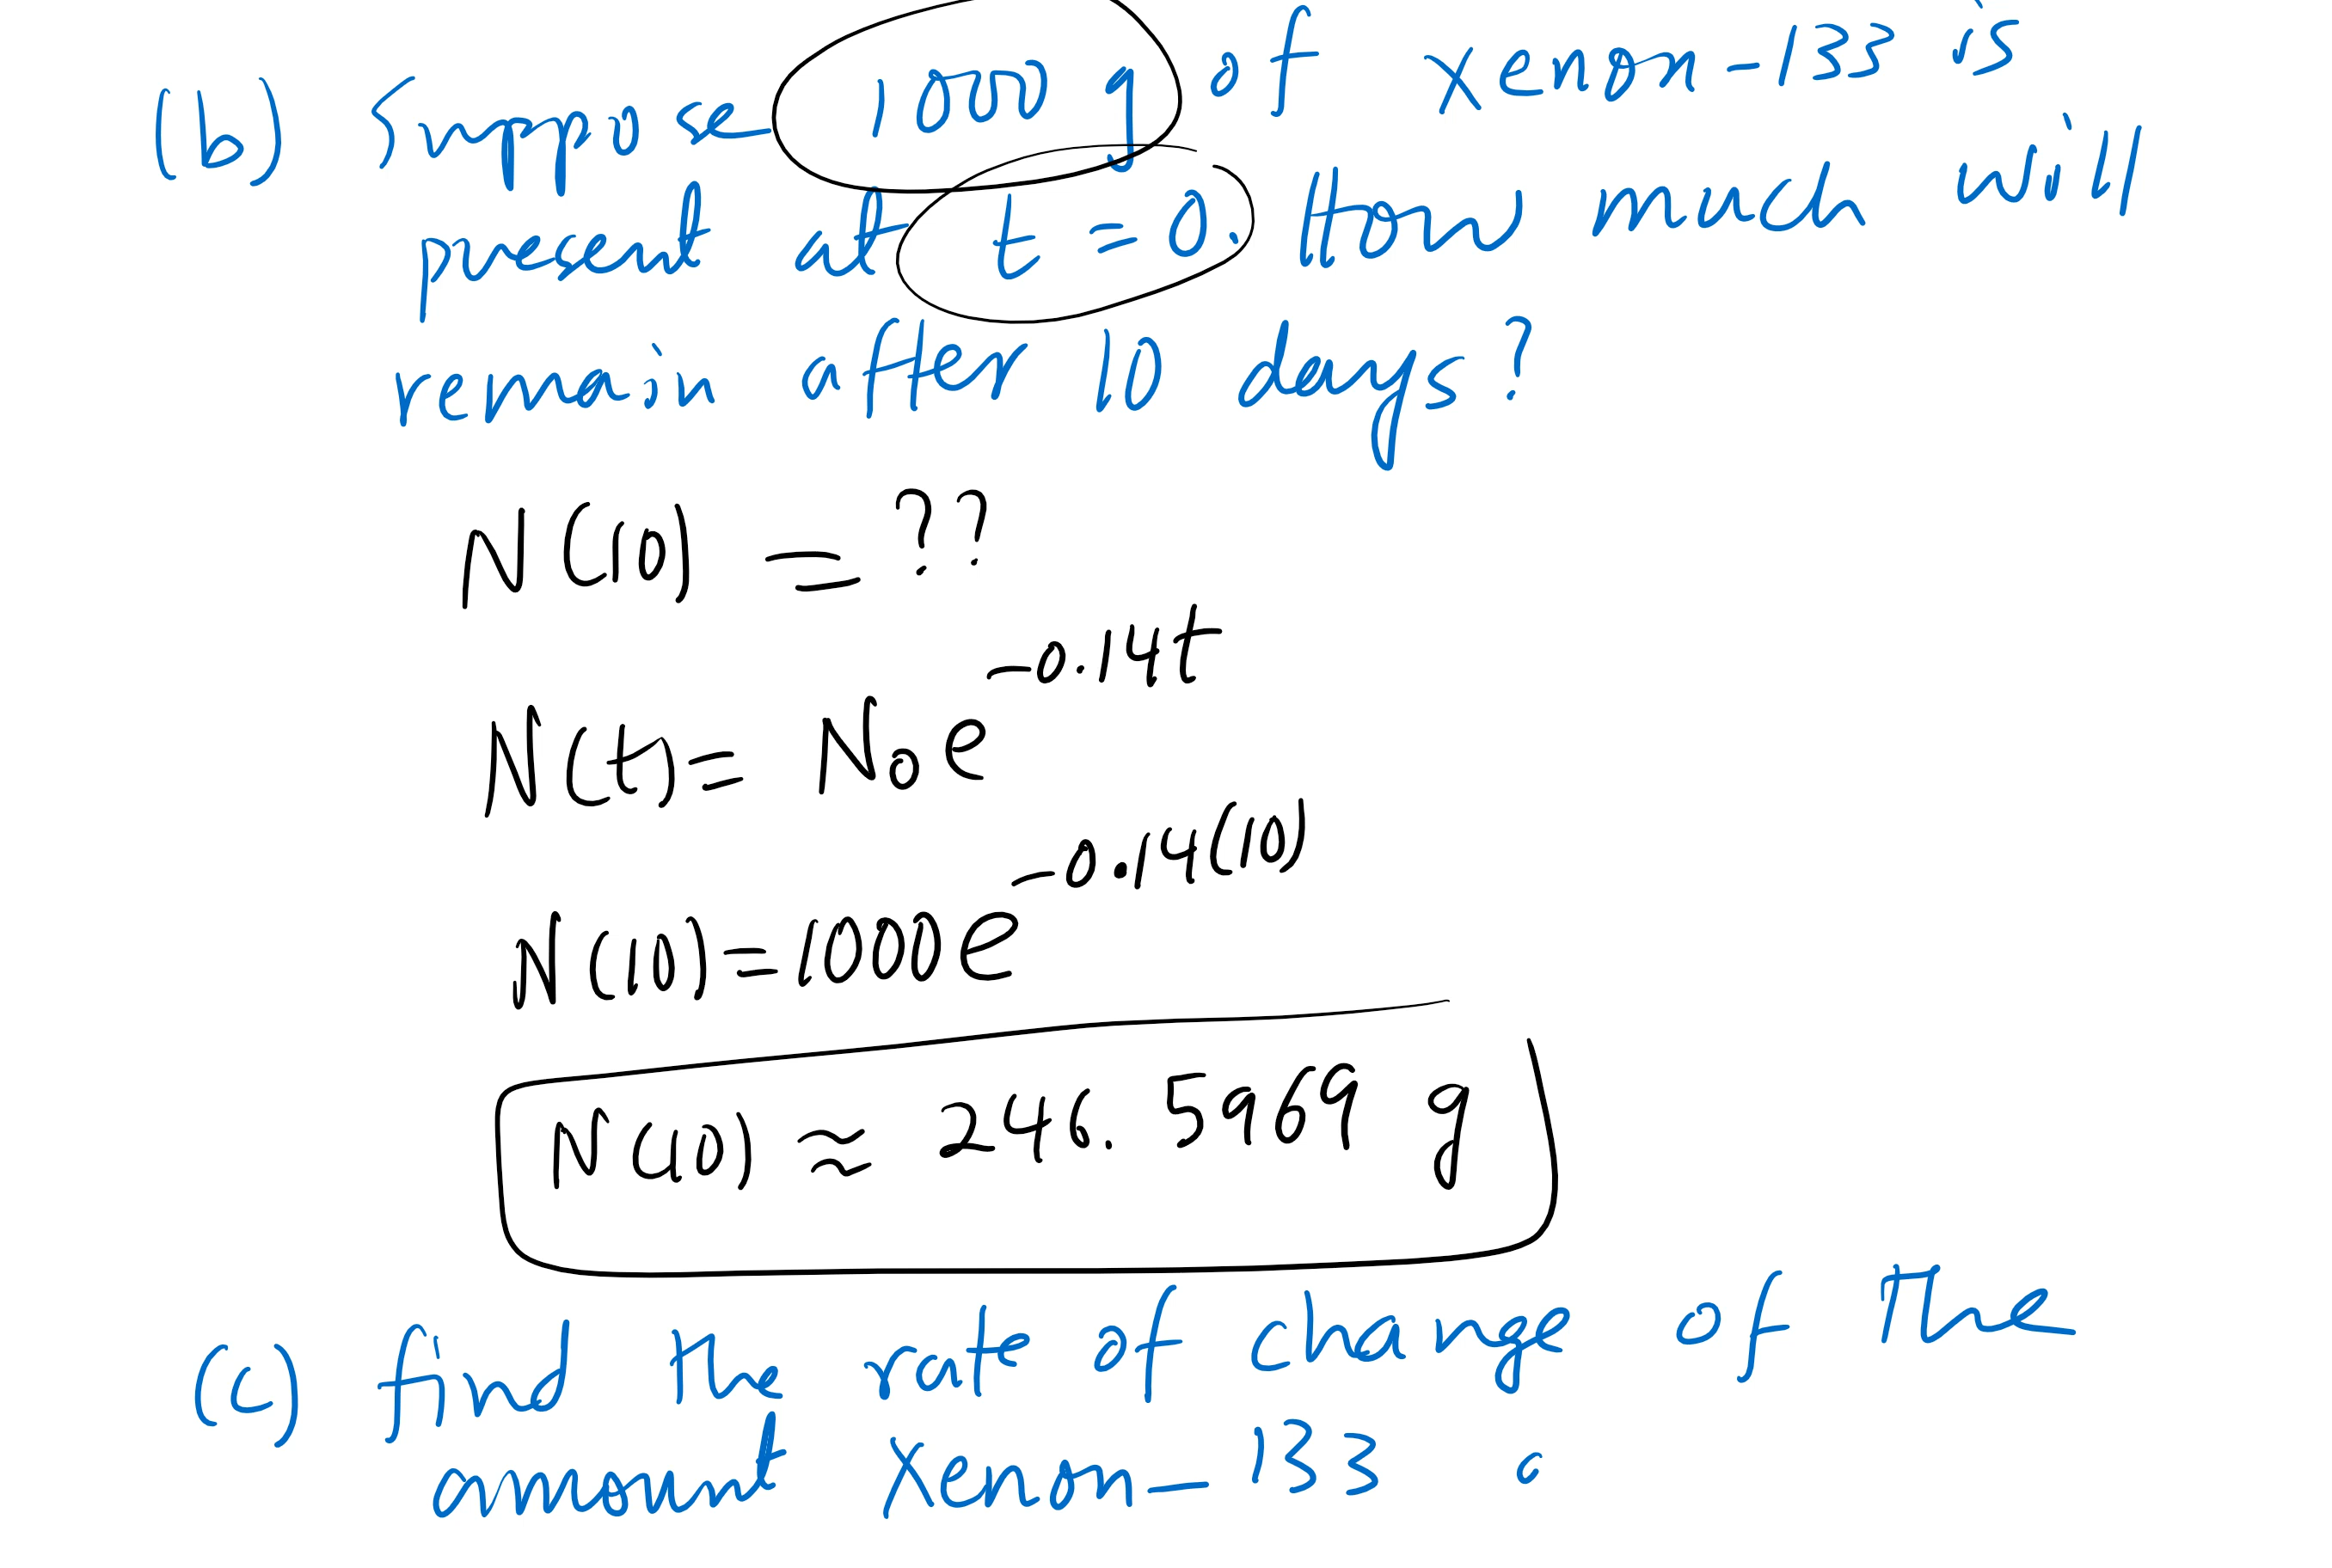 (b) Suppose 1000 g of xenon-133 is
present at t = 0. How much will
remain after 10 days?
N(10) = ??
N(t) = N₀e^(-0.14t)
N(10) = 1000e^(-0.14(10))
N(10) ≈ 246.5969 g
(c) find the rate of change of the
amount xenon-133